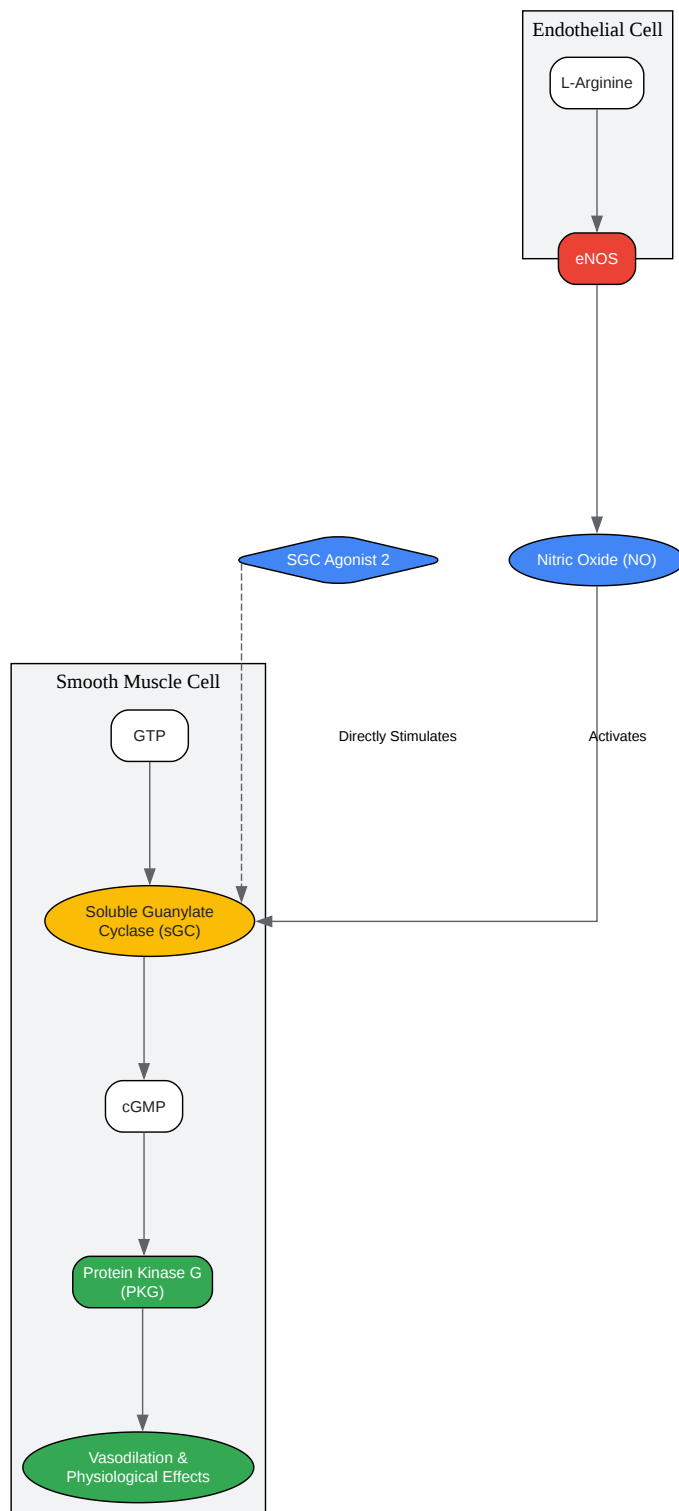 Endothelial Cell
L-Arginine
eNOS
SGC Agonist 2
Nitric Oxide (NO)
Smooth Muscle Cell
GTP
Directly Stimulates
Activates
Soluble Guanylate
Cyclase (sGC)
cGMP
Protein Kinase G
(PKG)
Vasodilation &
Physiological Effects